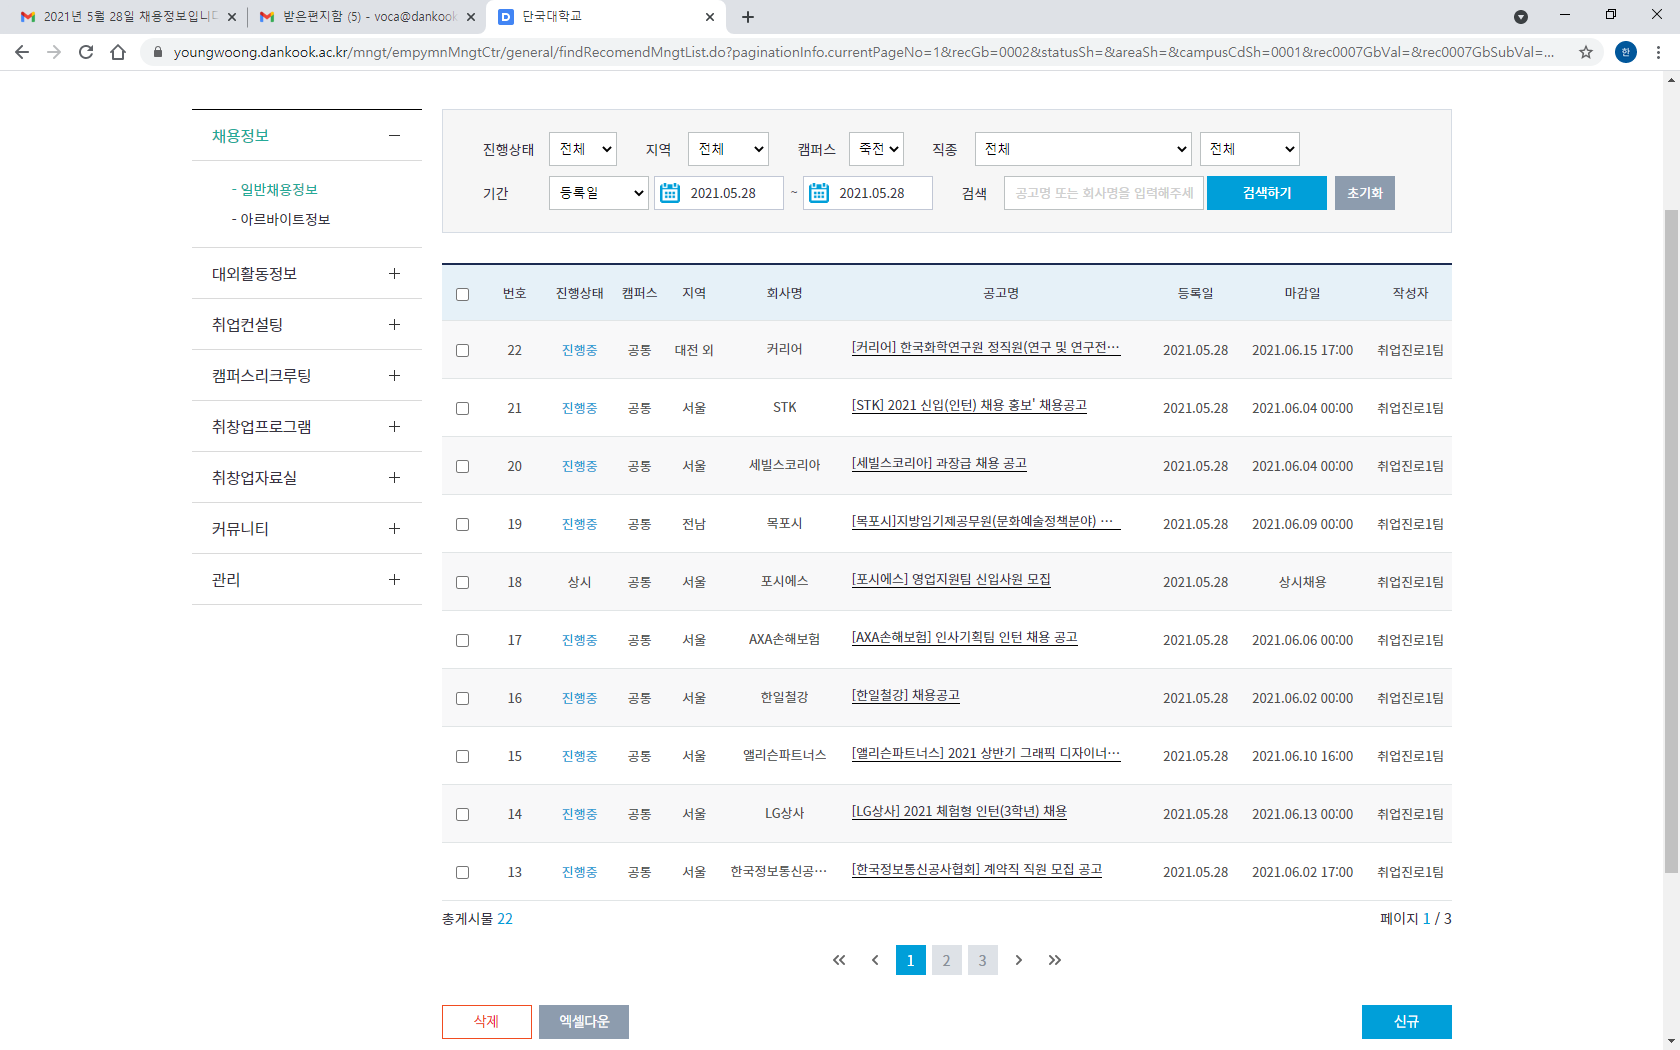 2021년 5월 28일 채용정보입니다
받은편지함 (5) - voca@dankook
단국대학교
youngwoong.dankook.ac.kr/mngt/empymnMngtCtr/general/findRecomendMngtList.do?paginationInfo.currentPageNo=1&recGb=0002&statusSh=&areaSh=&campusCdSh=0001&rec0007GbVal=&rec0007GbSubVal=...
한
채용정보
- 일반채용정보
- 아르바이트정보
대외활동정보
취업컨설팅
캠퍼스리크루팅
취창업프로그램
취창업자료실
커뮤니티
관리
진행상태 전체 지역 전체 캠퍼스 죽전 직종 전체 전체
기간 등록일 2021.05.28 ~ 2021.05.28 검색 공고명 또는 회사명을 입력해주세 검색하기 초기화
번호 진행상태 캠퍼스 지역 회사명 공고명 등록일 마감일 작성자
22 진행중 공통 대전 외 커리어 [커리어] 한국화학연구원 정직원(연구 및 연구전… 2021.05.28 2021.06.15 17:00 취업진로1팀
21 진행중 공통 서울 STK [STK] 2021 신입(인턴) 채용 홍보' 채용공고 2021.05.28 2021.06.04 00:00 취업진로1팀
20 진행중 공통 서울 세빌스코리아 [세빌스코리아] 과장급 채용 공고 2021.05.28 2021.06.04 00:00 취업진로1팀
19 진행중 공통 전남 목포시 [목포시]지방임기제공무원(문화예술정책분야) … 2021.05.28 2021.06.09 00:00 취업진로1팀
18 상시 공통 서울 포시에스 [포시에스] 영업지원팀 신입사원 모집 2021.05.28 상시채용 취업진로1팀
17 진행중 공통 서울 AXA손해보험 [AXA손해보험] 인사기획팀 인턴 채용 공고 2021.05.28 2021.06.06 00:00 취업진로1팀
16 진행중 공통 서울 한일철강 [한일철강] 채용공고 2021.05.28 2021.06.02 00:00 취업진로1팀
15 진행중 공통 서울 앨리슨파트너스 [앨리슨파트너스] 2021 상반기 그래픽 디자이너… 2021.05.28 2021.06.10 16:00 취업진로1팀
14 진행중 공통 서울 LG상사 [LG상사] 2021 체험형 인턴(3학년) 채용 2021.05.28 2021.06.13 00:00 취업진로1팀
13 진행중 공통 서울 한국정보통신공… [한국정보통신공사협회] 계약직 직원 모집 공고 2021.05.28 2021.06.02 17:00 취업진로1팀
총게시물 22 페이지 1 / 3
1 2 3
삭제 엑셀다운 신규